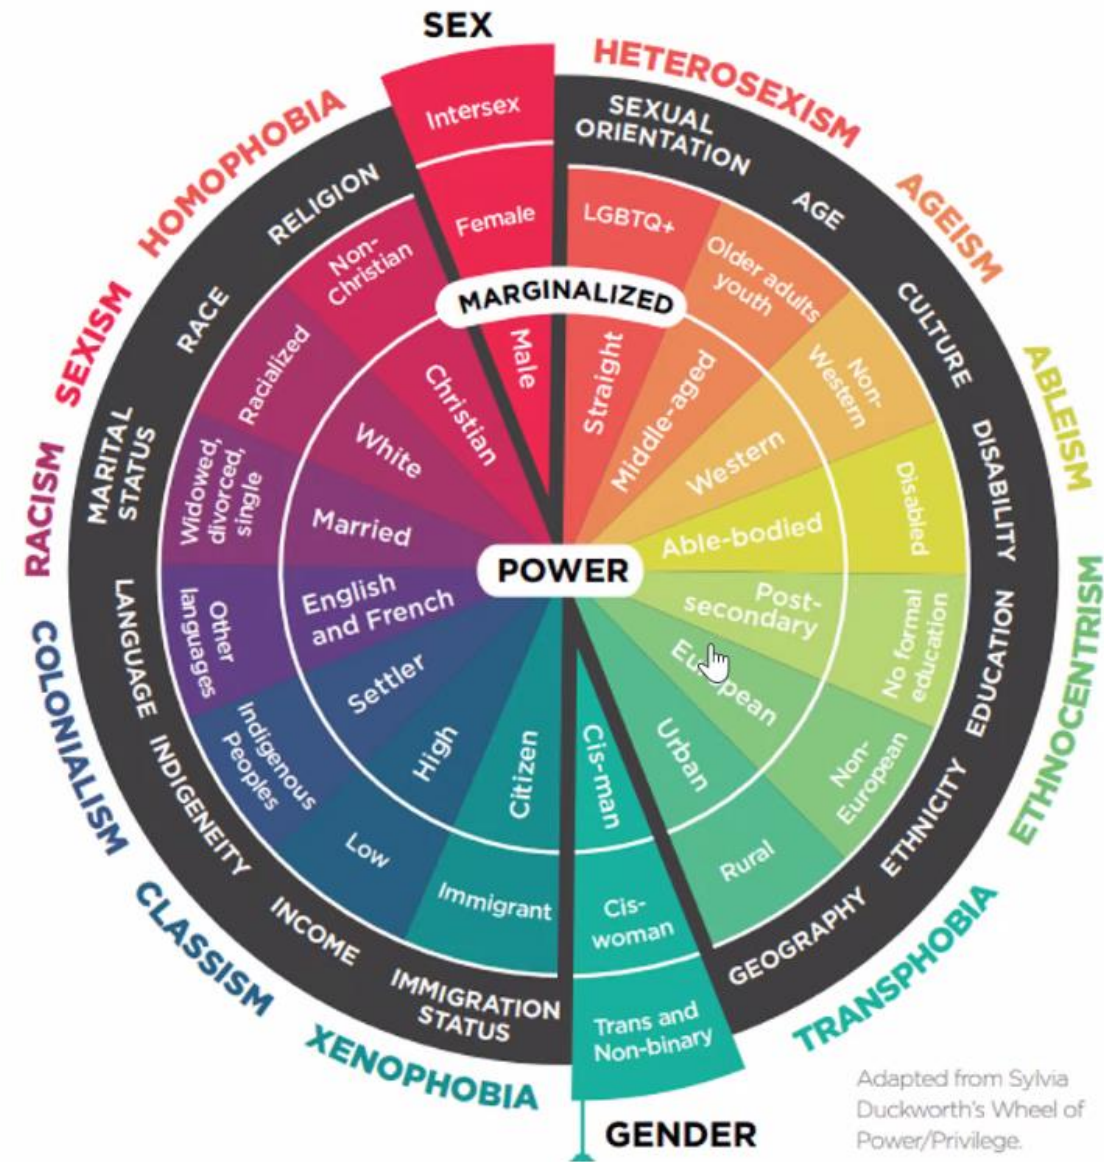 SEX
Intersex
Female
Male
MARGINALIZED
POWER
HETEROSEXISM
AGEISM
ABLEISM
ETHNOCENTRISM
TRANSPHOBIA
XENOPHOBIA
CLASSISM
COLONIALISM
RACISM
SEXISM
HOMOPHOBIA
SEXUAL
ORIENTATION
LGBTQ+
Straight
AGE
Older adults
youth
Middle-aged
CULTURE
Non-
Western
Western
DISABILITY
Disabled
Able-bodied
EDUCATION
No formal
education
Post-
secondary
ETHNICITY
Non-
European
European
GEOGRAPHY
Rural
Urban
Cis-man
Cis-
woman
Trans and
Non-binary
GENDER
IMMIGRATION
STATUS
Immigrant
Citizen
INCOME
Low
High
INDIGENEITY
Indigenous
Peoples
Settler
LANGUAGE
Other
languages
English
and French
MARITAL
STATUS
Widowed,
divorced,
single
Married
RACE
Racialized
White
RELIGION
Non-
Christian
Christian
Adapted from Sylvia
Duckworth's Wheel of
Power/Privilege.